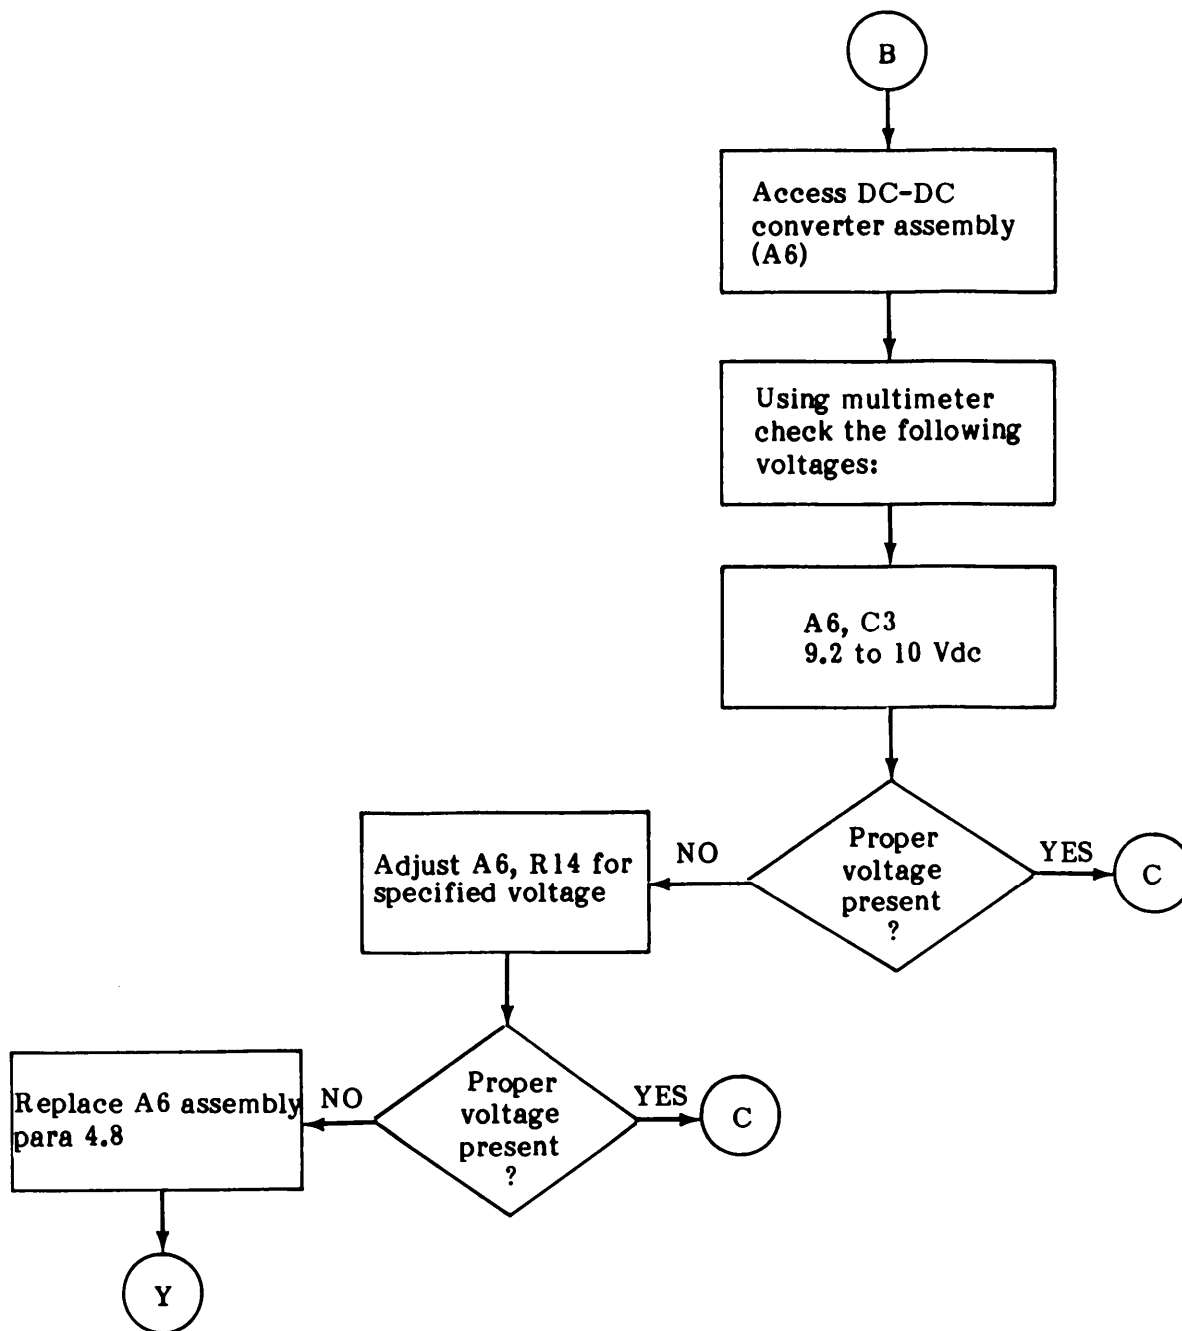 B
Access DC-DC
converter assembly
(A6)
Using multimeter
check the following
voltages:
A6, C3
9.2 to 10 Vdc
Proper
voltage
present
?
YES
C
NO
Adjust A6, R14 for
specified voltage
Proper
voltage
present
?
YES
C
NO
Replace A6 assembly
para 4.8
Y